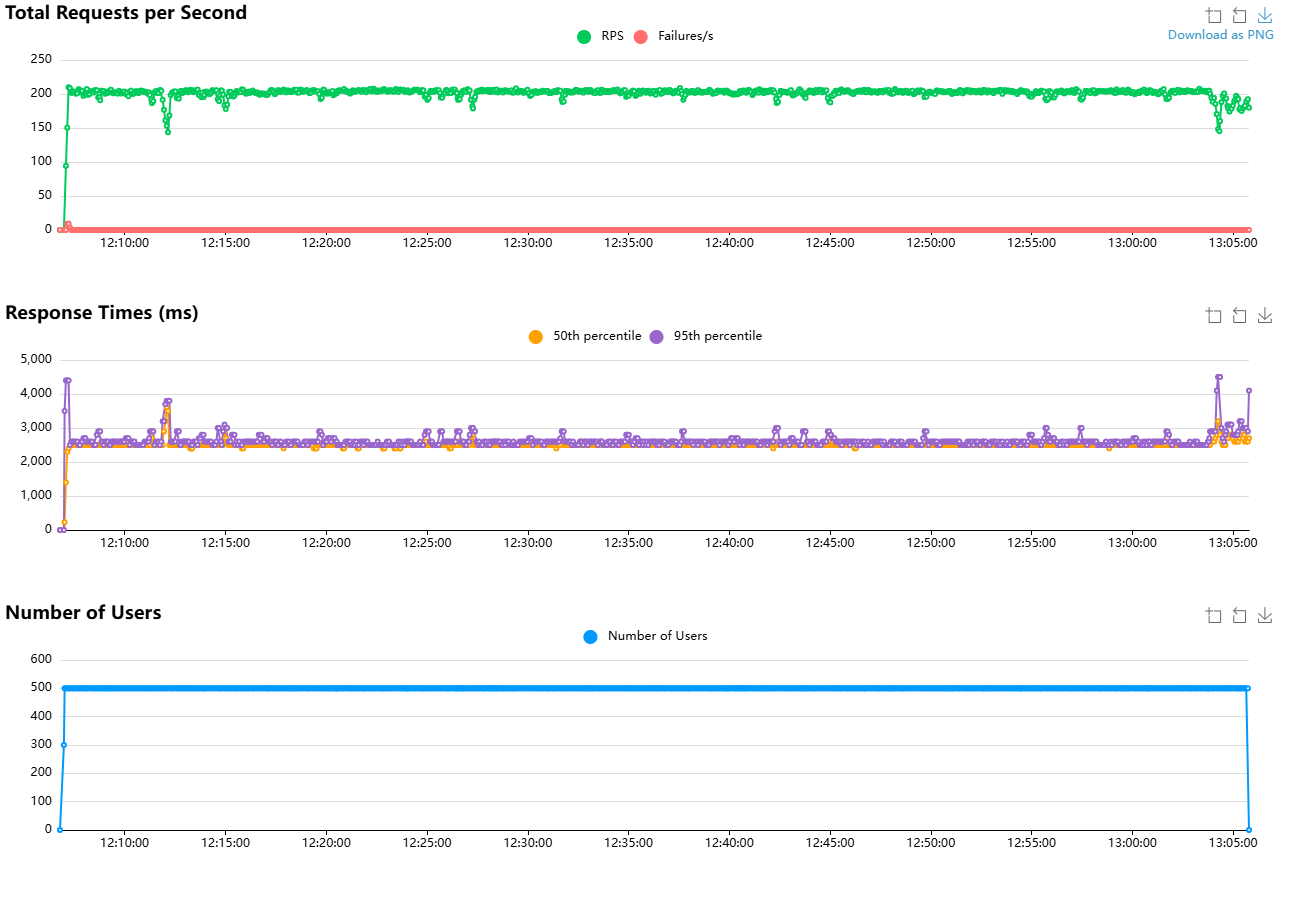 Total Requests per Second
Download as PNG
RPS Failures/s
250
200
150
100
50
0
12:10:00 12:15:00 12:20:00 12:25:00 12:30:00 12:35:00 12:40:00 12:45:00 12:50:00 12:55:00 13:00:00 13:05:00
Response Times (ms)
50th percentile 95th percentile
5,000
4,000
3,000
2,000
1,000
0
12:10:00 12:15:00 12:20:00 12:25:00 12:30:00 12:35:00 12:40:00 12:45:00 12:50:00 12:55:00 13:00:00 13:05:00
Number of Users
Number of Users
600
500
400
300
200
100
0
12:10:00 12:15:00 12:20:00 12:25:00 12:30:00 12:35:00 12:40:00 12:45:00 12:50:00 12:55:00 13:00:00 13:05:00